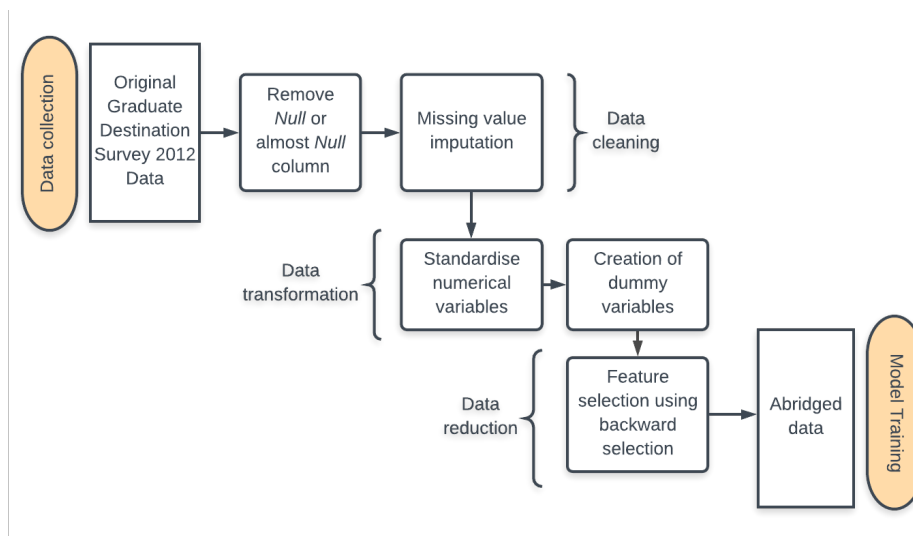 Data collection
Original
Graduate
Destination
Survey 2012
Data
Remove
Null or
almost Null
column
Missing value
imputation
Data
cleaning
Data
transformation
Standardise
numerical
variables
Creation of
dummy
variables
Data
reduction
Feature
selection using
backward
selection
Abridged
data
Model Training